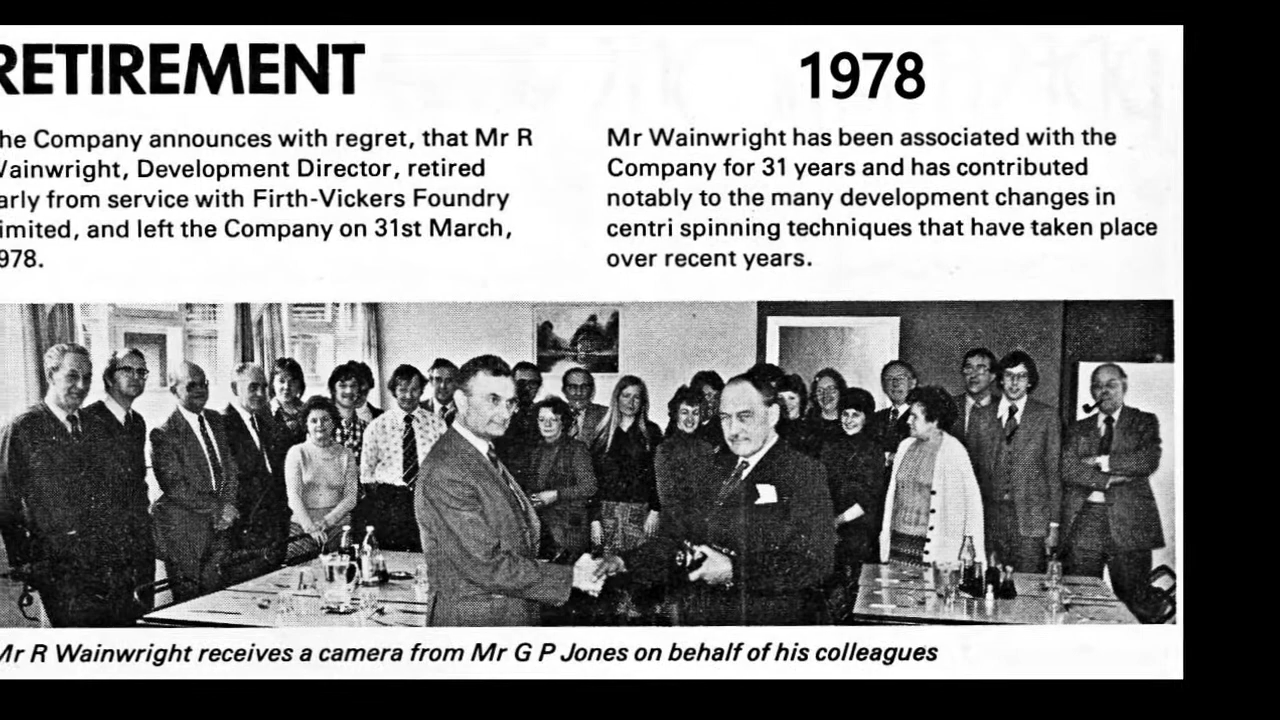 RETIREMENT
1978
he Company announces with regret, that Mr R
Wainwright, Development Director, retired
arly from service with Firth-Vickers Foundry
imited, and left the Company on 31st March,
978.
Mr Wainwright has been associated with the
Company for 31 years and has contributed
notably to the many development changes in
centri spinning techniques that have taken place
over recent years.
Mr R Wainwright receives a camera from Mr G P Jones on behalf of his colleagues